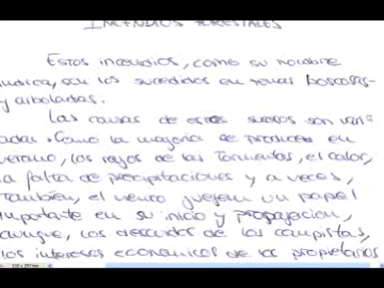 INCENDIOS FORESTALES
Estos incendios, como su nombre
indica, son los sucedidos en zonas boscosas
y arboladas.
Las causas de estos sucesos son varia
adas. Como la mayoría se producen en
verano, los rayos de las tormentas, el calor,
la falta de precipitaciones y a veces,
también, el viento juegan un papel
importante en su inicio y propagación,
aunque, los descuidos de los campistas,
los intereses economicos de los propietarios